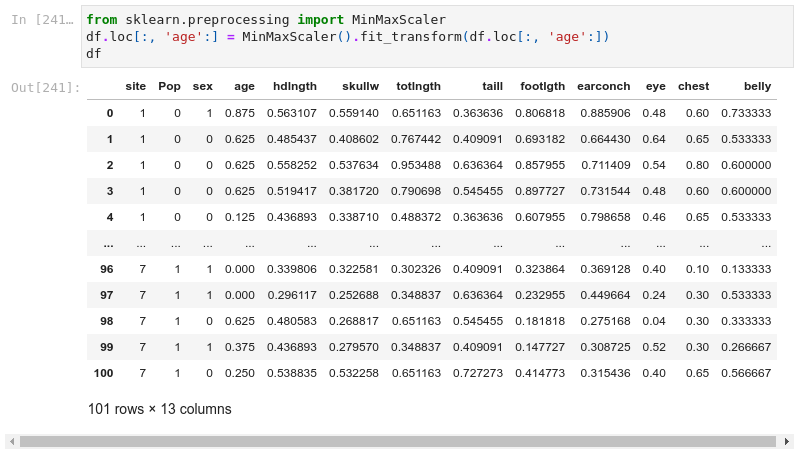 In [241…
from sklearn.preprocessing import MinMaxScaler
df.loc[:, 'age':] = MinMaxScaler().fit_transform(df.loc[:, 'age':])
df
Out[241]:
site Pop sex age hdlngth skullw totlngth taill footlgth earconch eye chest belly
0 1 0 1 0.875 0.563107 0.559140 0.651163 0.363636 0.806818 0.885906 0.48 0.60 0.733333
1 1 0 0 0.625 0.485437 0.408602 0.767442 0.409091 0.693182 0.664430 0.64 0.65 0.533333
2 1 0 0 0.625 0.558252 0.537634 0.953488 0.636364 0.857955 0.711409 0.54 0.80 0.600000
3 1 0 0 0.625 0.519417 0.381720 0.790698 0.545455 0.897727 0.731544 0.48 0.60 0.600000
4 1 0 0 0.125 0.436893 0.338710 0.488372 0.363636 0.607955 0.798658 0.46 0.65 0.533333
... ... ... ... ... ... ... ... ... ... ... ... ... ...
96 7 1 1 0.000 0.339806 0.322581 0.302326 0.409091 0.323864 0.369128 0.40 0.10 0.133333
97 7 1 1 0.000 0.296117 0.252688 0.348837 0.636364 0.232955 0.449664 0.24 0.30 0.533333
98 7 1 0 0.625 0.480583 0.268817 0.651163 0.545455 0.181818 0.275168 0.04 0.30 0.333333
99 7 1 1 0.375 0.436893 0.279570 0.348837 0.409091 0.147727 0.308725 0.52 0.30 0.266667
100 7 1 0 0.250 0.538835 0.532258 0.651163 0.727273 0.414773 0.315436 0.40 0.65 0.566667
101 rows × 13 columns